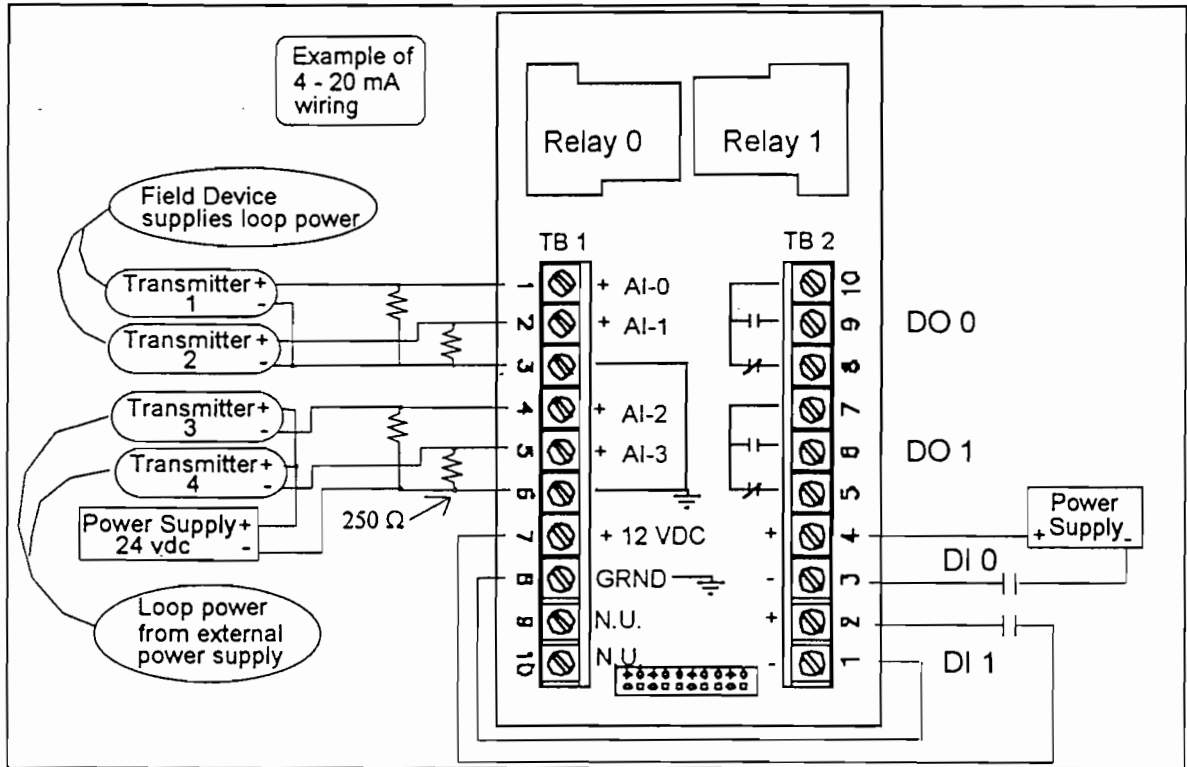 Example of
4 - 20 mA
wiring
Relay 0
Relay 1
Field Device
supplies loop power
TB 1
TB 2
Transmitter +
1 -
Transmitter +
2 -
Transmitter +
3 -
Transmitter +
4 -
Power Supply +
24 vdc -
250 Ω
Loop power
from external
power supply
1 + AI-0
2 + AI-1
3
4 + AI-2
5 + AI-3
6
7 + 12 VDC
8 GRND
9 N.U.
10 N.U.
10
9 DO 0
8
7
6 DO 1
5
+ 4
- 3 DI 0
+ 2
- 1 DI 1
Power
+ Supply -